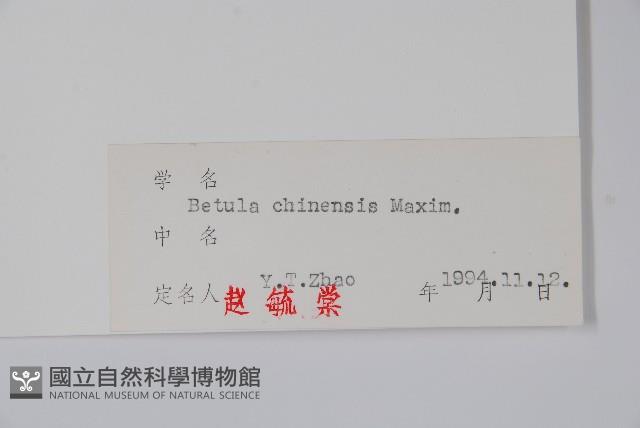 学 名
Betula chinensis Maxim.
中 名
Y.T.Zhao 1994.11.12.
定名人 赵毓棠 年 月 日
國立自然科學博物館
NATIONAL MUSEUM OF NATURAL SCIENCE